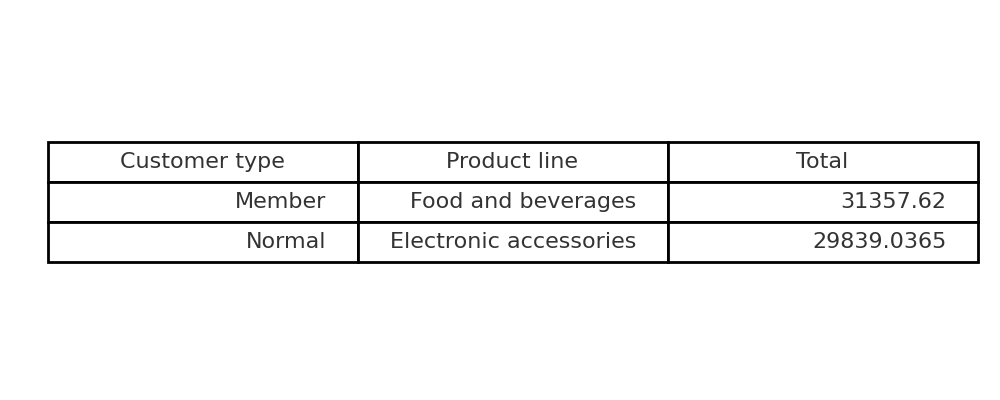 Customer type Product line Total
Member Food and beverages 31357.62
Normal Electronic accessories 29839.0365